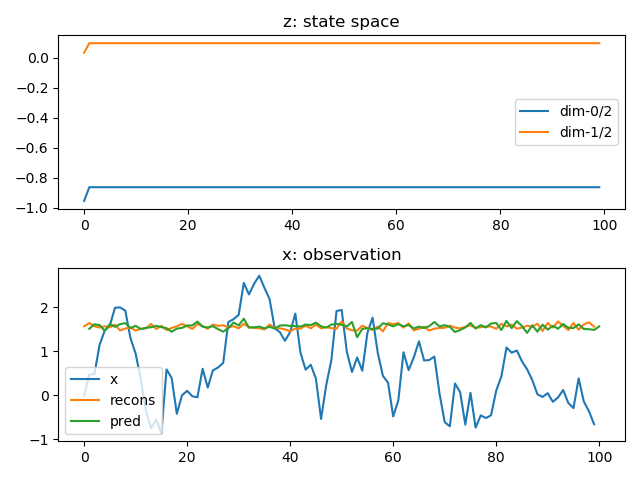 z: state space
0.0
−0.2
−0.4
−0.6
−0.8
−1.0
dim-0/2
dim-1/2
0 20 40 60 80 100
x: observation
2
1
0
−1
x
recons
pred
0 20 40 60 80 100